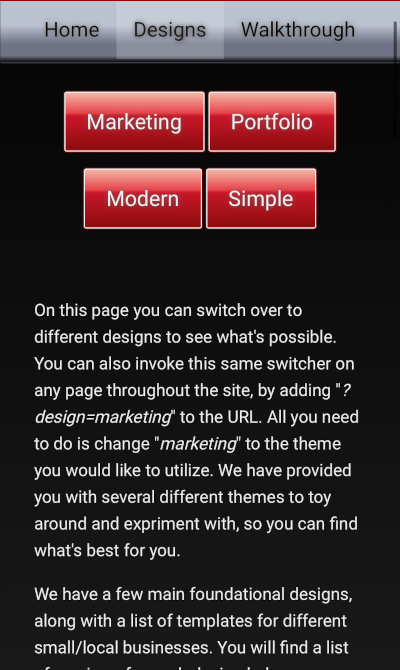 Home Designs Walkthrough
Marketing Portfolio
Modern Simple
On this page you can switch over to
different designs to see what's possible.
You can also invoke this same switcher on
any page throughout the site, by adding "?
design=marketing" to the URL. All you need
to do is change "marketing" to the theme
you would like to utilize. We have provided
you with several different themes to toy
around and expriment with, so you can find
what's best for you.
We have a few main foundational designs,
along with a list of templates for different
small/local businesses. You will find a list